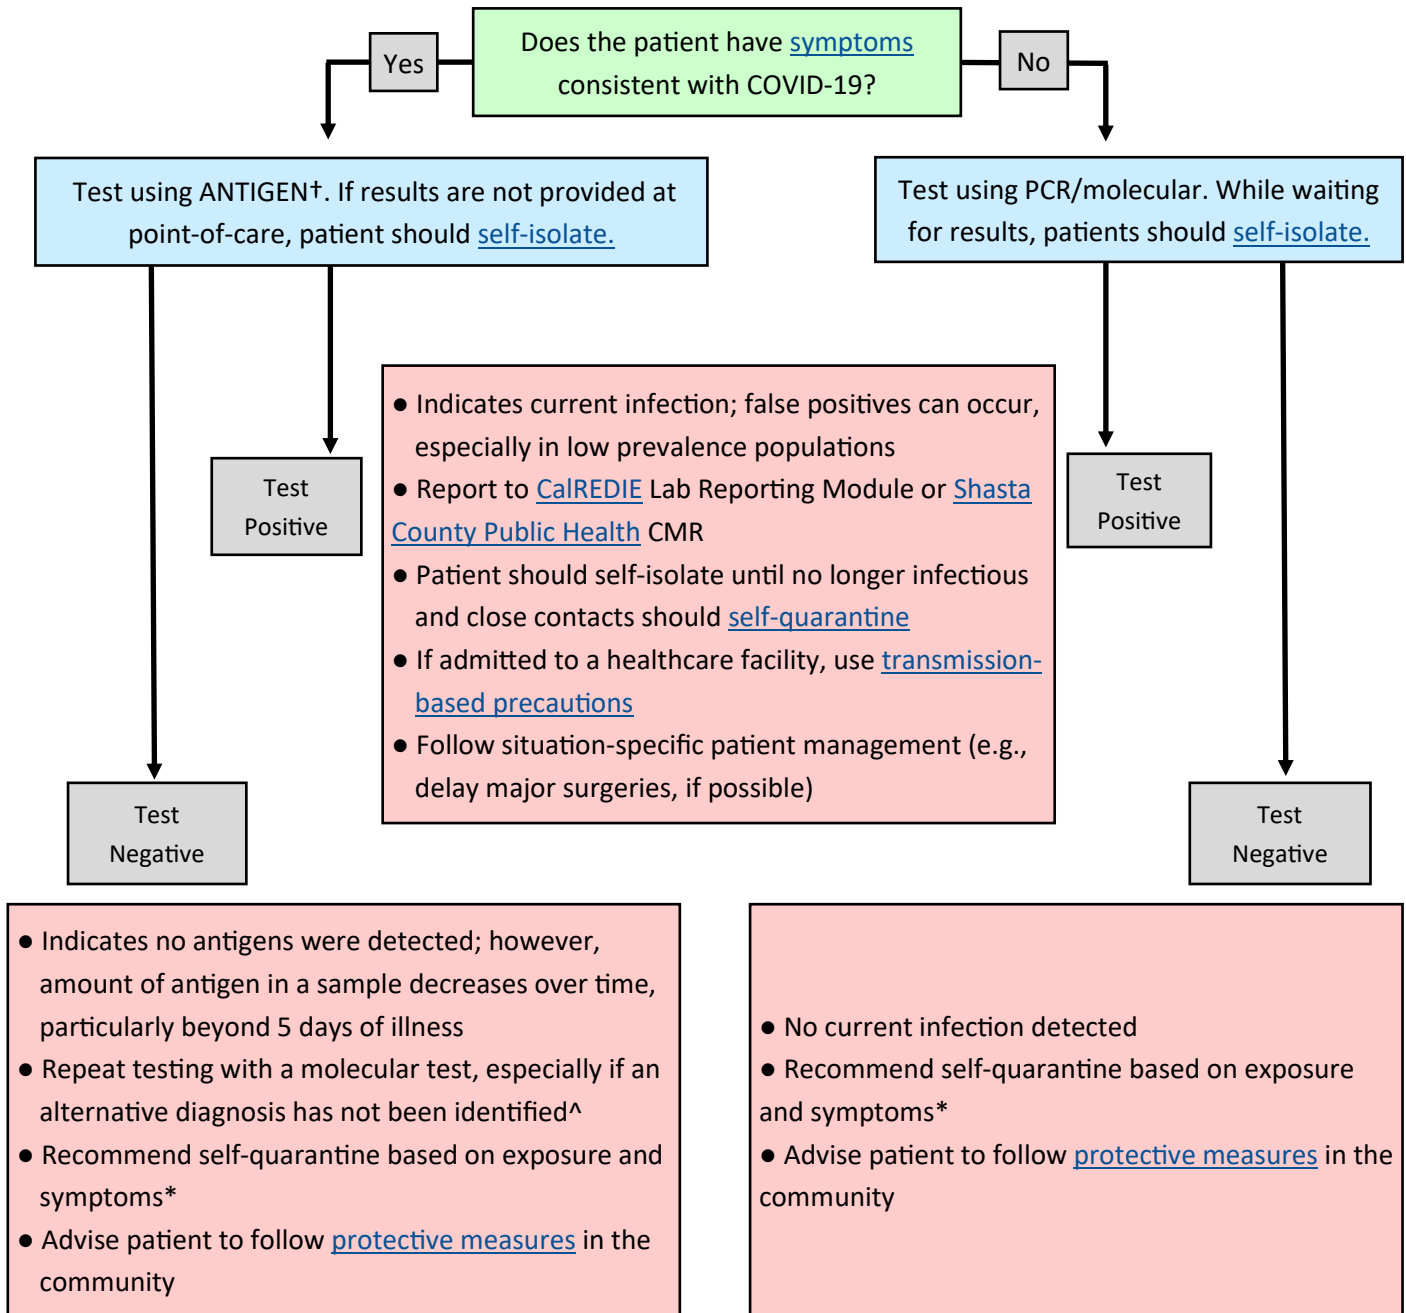 Does the patient have symptoms
consistent with COVID-19?
Yes
No
Test using ANTIGEN†. If results are not provided at
point-of-care, patient should self-isolate.
Test using PCR/molecular. While waiting
for results, patients should self-isolate.
Test
Positive
● Indicates current infection; false positives can occur,
especially in low prevalence populations
● Report to CalREDIE Lab Reporting Module or Shasta
County Public Health CMR
● Patient should self-isolate until no longer infectious
and close contacts should self-quarantine
● If admitted to a healthcare facility, use transmission-
based precautions
● Follow situation-specific patient management (e.g.,
delay major surgeries, if possible)
Test
Positive
Test
Negative
Test
Negative
● Indicates no antigens were detected; however,
amount of antigen in a sample decreases over time,
particularly beyond 5 days of illness
● Repeat testing with a molecular test, especially if an
alternative diagnosis has not been identified^
● Recommend self-quarantine based on exposure and
symptoms*
● Advise patient to follow protective measures in the
community
● No current infection detected
● Recommend self-quarantine based on exposure
and symptoms*
● Advise patient to follow protective measures in the
community